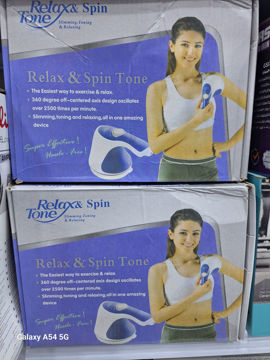 Relax & Spin
Tone Slimming, Toning
& Relaxing
Relax & Spin Tone
• The Easiest way to exercise & relax.
• 360 degree off-centered axis design oscillates
over 2500 times per minute.
• Slimming, toning and relaxing, all in one amazing
device
Super Effective !
Hassle - Free !
Relax & Spin
Tone Slimming, Toning
& Relaxing
Relax & Spin Tone
• The Easiest way to exercise & relax.
• 360 degree off-centered axis design oscillates
over 2500 times per minute.
• Slimming, toning and relaxing, all in one amazing
device
Super Effective !
Hassle - Free !
Galaxy A54 5G